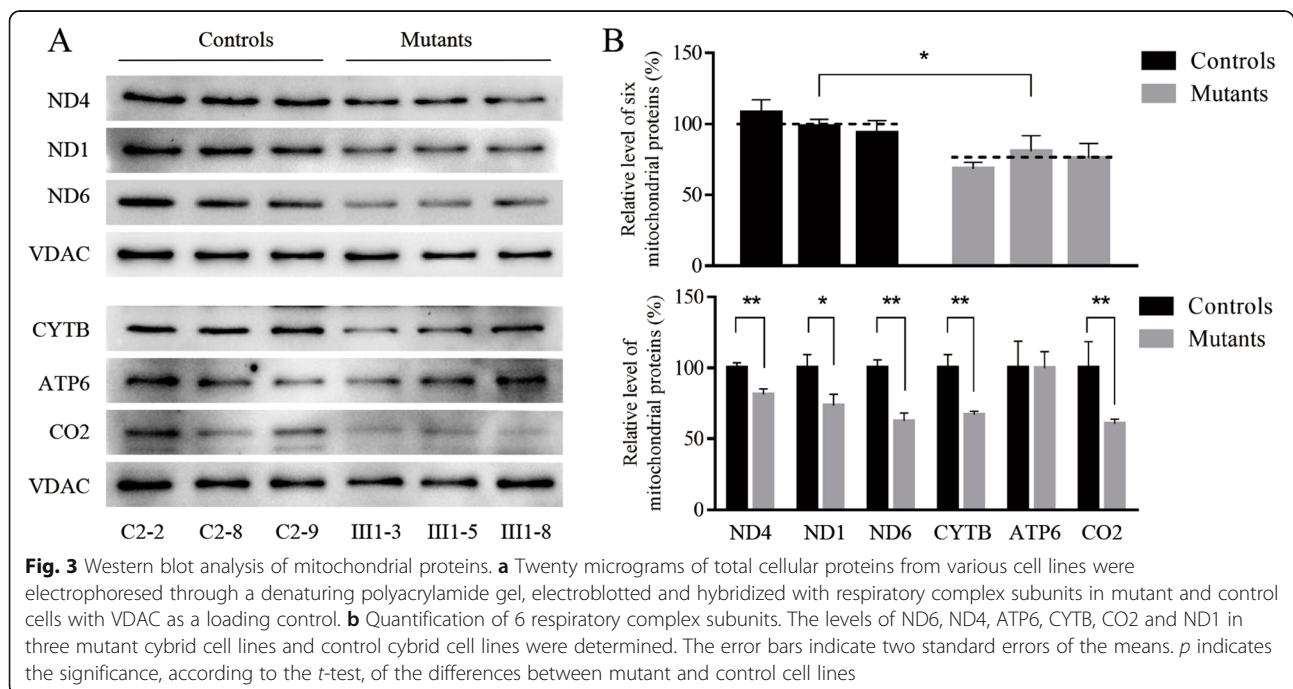 A
Controls Mutants
ND4
ND1
ND6
VDAC
CYTB
ATP6
CO2
VDAC
C2-2 C2-8 C2-9 III1-3 III1-5 III1-8
B
Relative level of six
mitochondrial proteins (%)
150
100
50
0
*
Controls
Mutants
Relative level of
mitochondrial proteins (%)
150
100
50
0
** * ** ** **
Controls
Mutants
ND4 ND1 ND6 CYTB ATP6 CO2
Fig. 3 Western blot analysis of mitochondrial proteins. a Twenty micrograms of total cellular proteins from various cell lines were
electrophoresed through a denaturing polyacrylamide gel, electroblotted and hybridized with respiratory complex subunits in mutant and control
cells with VDAC as a loading control. b Quantification of 6 respiratory complex subunits. The levels of ND6, ND4, ATP6, CYTB, CO2 and ND1 in
three mutant cybrid cell lines and control cybrid cell lines were determined. The error bars indicate two standard errors of the means. p indicates
the significance, according to the t-test, of the differences between mutant and control cell lines